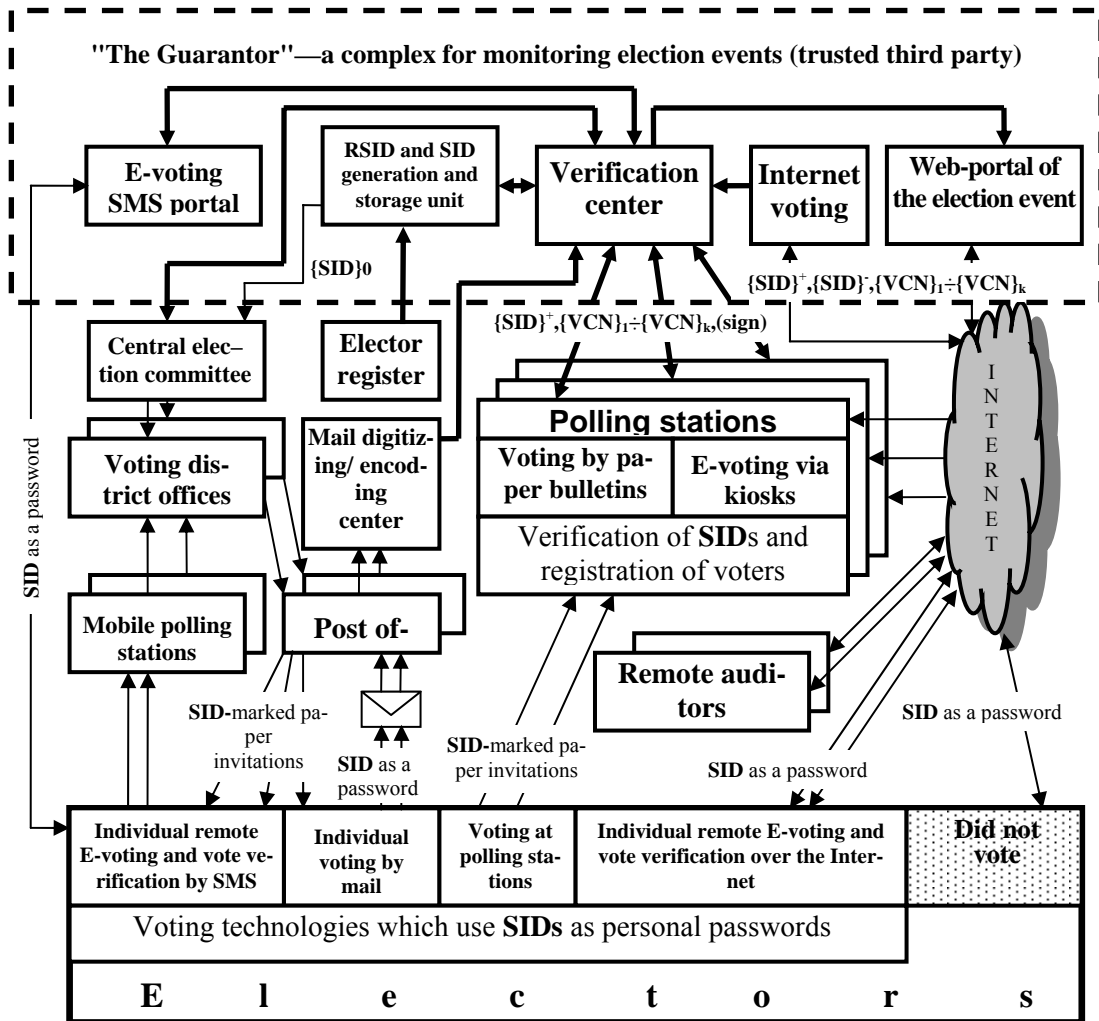 "The Guarantor"—a complex for monitoring election events (trusted third party)
E-voting
SMS portal
RSID and SID
generation and
storage unit
Verification
center
Internet
voting
Web-portal of
the election event
{SID}0
{SID}⁺,{SID}⁻,{VCN}₁÷{VCN}ₖ
{SID}⁺,{VCN}₁÷{VCN}ₖ,(sign)
Central elec–
tion committee
Elector
register
INTERNET
Polling stations
Voting by pa-
per bulletins
E-voting via
kiosks
Verification of SIDs and
registration of voters
Voting dis-
trict offices
Mail digitiz-
ing/ encod-
ing
center
SID as a password
Mobile polling
stations
Post of-
Remote audi-
tors
SID-marked pa-
per
invitations
SID as a
password
SID-marked pa-
per invitations
SID as a password
SID as a password
Individual remote
E-voting and vote ve-
rification by SMS
Individual
voting by
mail
Voting at
polling sta-
tions
Individual remote E-voting and
vote verification over the Inter-
net
Did not
vote
Voting technologies which use SIDs as personal passwords
E l e c t o r s